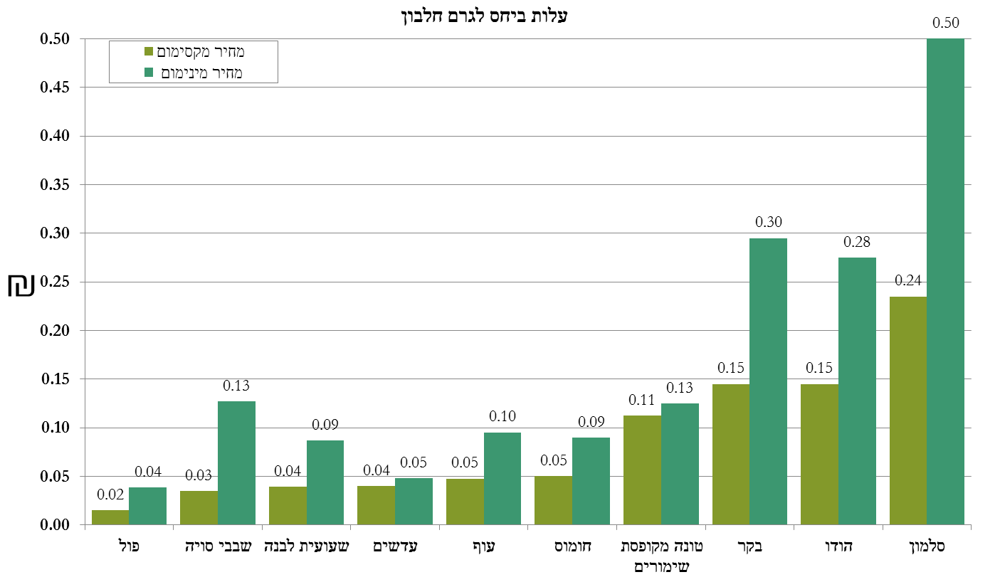 עלות ביחס לגרם חלבון
מחיר מקסימום
מחיר מינימום
0.50
0.45
0.40
0.35
0.30
0.25
0.20
0.15
0.10
0.05
0.00
₪
0.02
0.04
0.03
0.13
0.04
0.09
0.04
0.05
0.05
0.10
0.05
0.09
0.11
0.13
0.15
0.30
0.15
0.28
0.24
0.50
פול
שבבי סויה
שעועית לבנה
עדשים
עוף
חומוס
טונה מקופסת
שימורים
בקר
הודו
סלמון